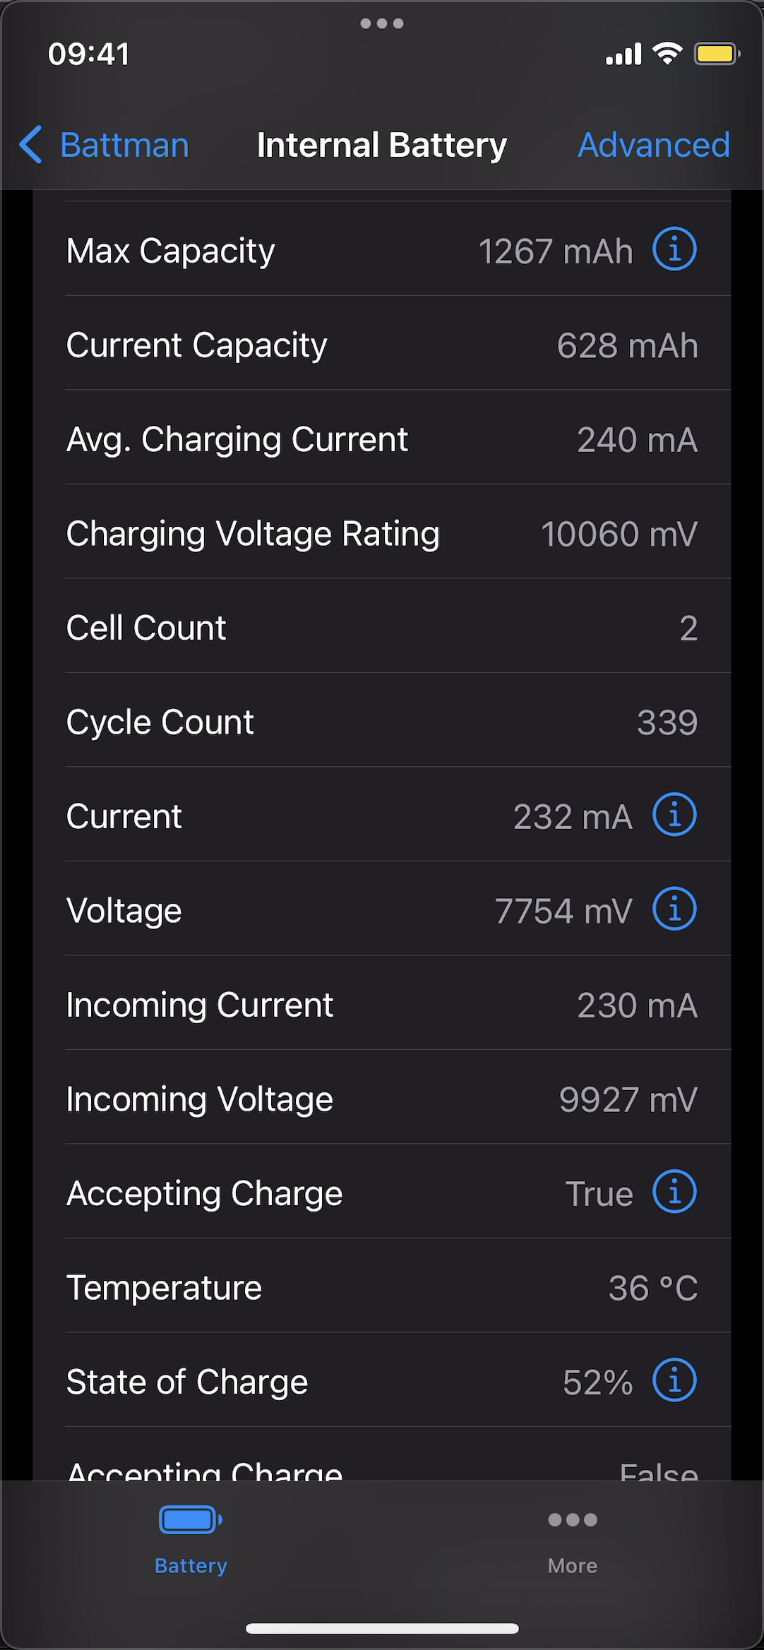 09:41
Battman Internal Battery Advanced
Max Capacity 1267 mAh
Current Capacity 628 mAh
Avg. Charging Current 240 mA
Charging Voltage Rating 10060 mV
Cell Count 2
Cycle Count 339
Current 232 mA
Voltage 7754 mV
Incoming Current 230 mA
Incoming Voltage 9927 mV
Accepting Charge True
Temperature 36 °C
State of Charge 52%
Accepting Charge False
Battery More